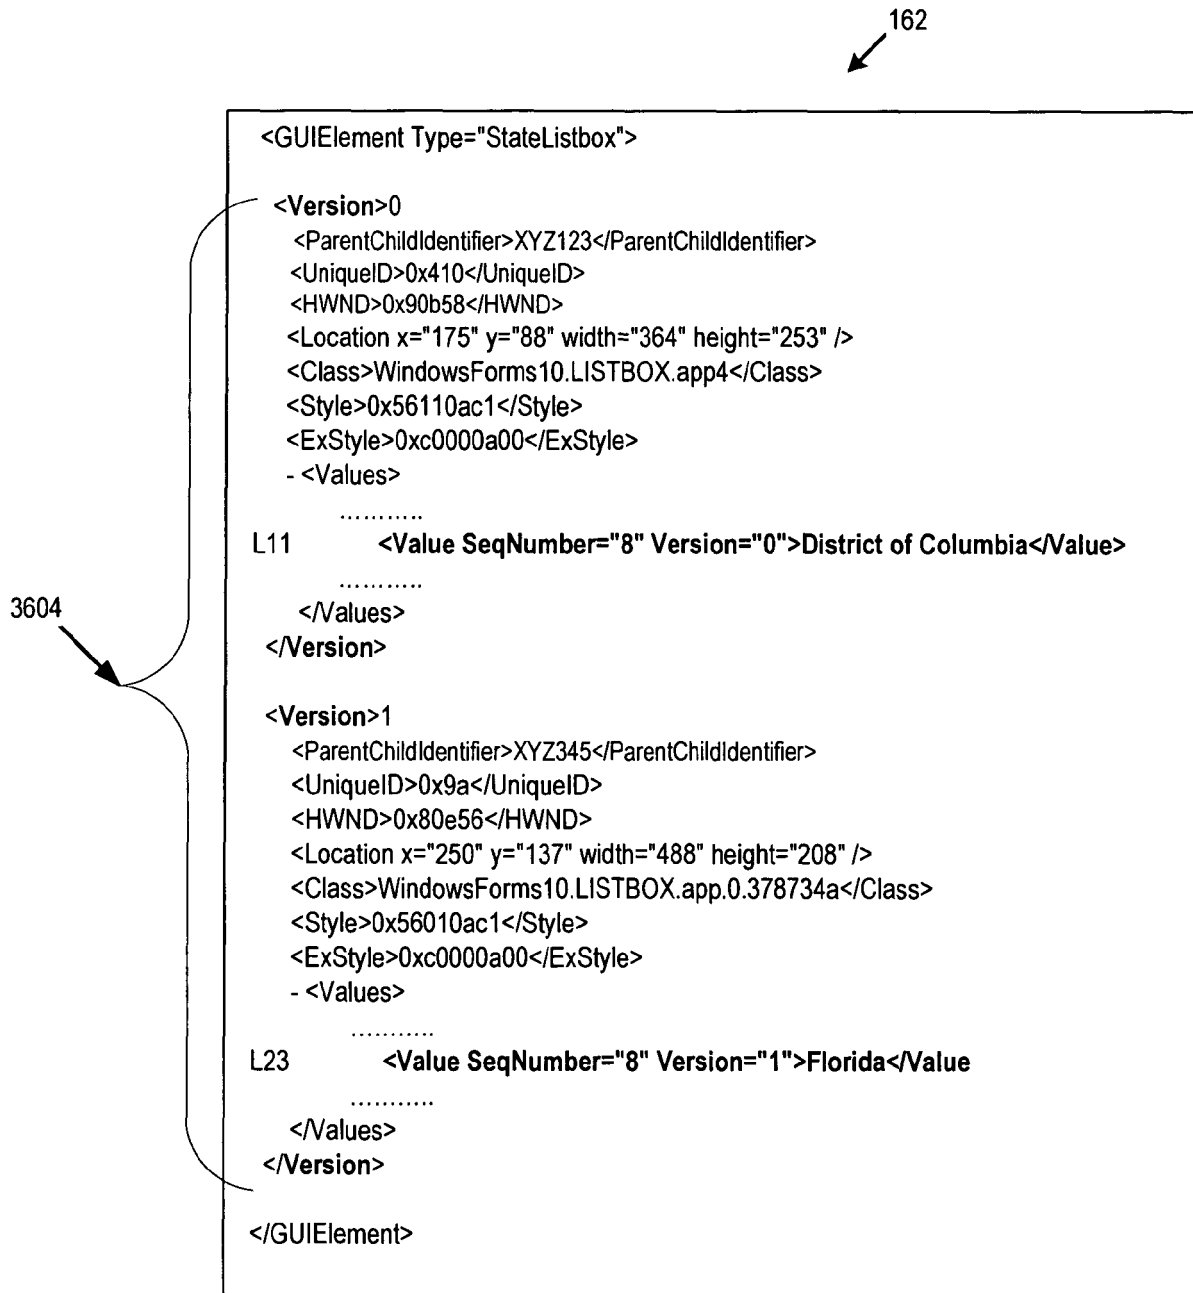 162
<GUIElement Type="StateListbox">
<Version>0
<ParentChildIdentifier>XYZ123</ParentChildIdentifier>
<UniqueID>0x410</UniqueID>
<HWND>0x90b58</HWND>
<Location x="175" y="88" width="364" height="253" />
<Class>WindowsForms10.LISTBOX.app4</Class>
<Style>0x56110ac1</Style>
<ExStyle>0xc0000a00</ExStyle>
- <Values>
...........
L11 <Value SeqNumber="8" Version="0">District of Columbia</Value>
...........
</Values>
3604
</Version>
<Version>1
<ParentChildIdentifier>XYZ345</ParentChildIdentifier>
<UniqueID>0x9a</UniqueID>
<HWND>0x80e56</HWND>
<Location x="250" y="137" width="488" height="208" />
<Class>WindowsForms10.LISTBOX.app.0.378734a</Class>
<Style>0x56010ac1</Style>
<ExStyle>0xc0000a00</ExStyle>
- <Values>
...........
L23 <Value SeqNumber="8" Version="1">Florida</Value
...........
</Values>
</Version>
</GUIElement>